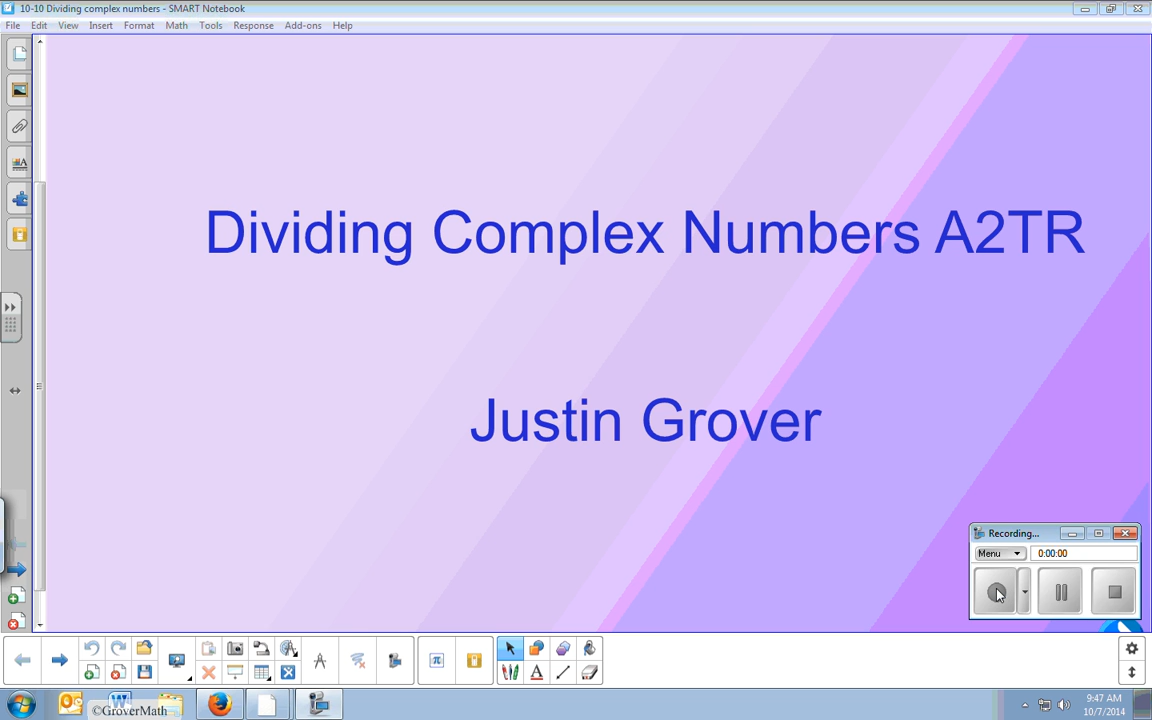 10-10 Dividing complex numbers - SMART Notebook
File Edit View Insert Format Math Tools Response Add-ons Help
Dividing Complex Numbers A2TR
Justin Grover
Recording...
Menu 0:00:00
©GroverMath
9:47 AM
10/7/2014